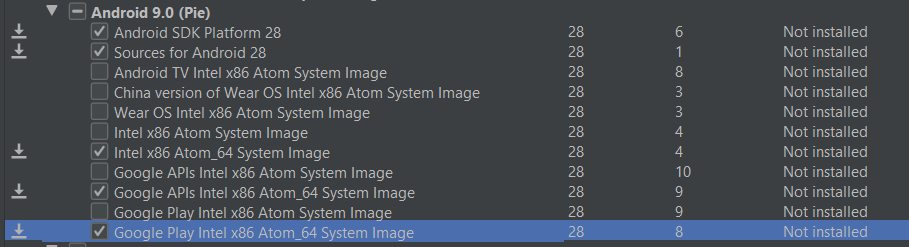 Android 9.0 (Pie)
Android SDK Platform 28 28 6 Not installed
Sources for Android 28 28 1 Not installed
Android TV Intel x86 Atom System Image 28 8 Not installed
China version of Wear OS Intel x86 Atom System Image 28 3 Not installed
Wear OS Intel x86 Atom System Image 28 3 Not installed
Intel x86 Atom System Image 28 4 Not installed
Intel x86 Atom_64 System Image 28 4 Not installed
Google APIs Intel x86 Atom System Image 28 10 Not installed
Google APIs Intel x86 Atom_64 System Image 28 9 Not installed
Google Play Intel x86 Atom System Image 28 9 Not installed
Google Play Intel x86 Atom_64 System Image 28 8 Not installed